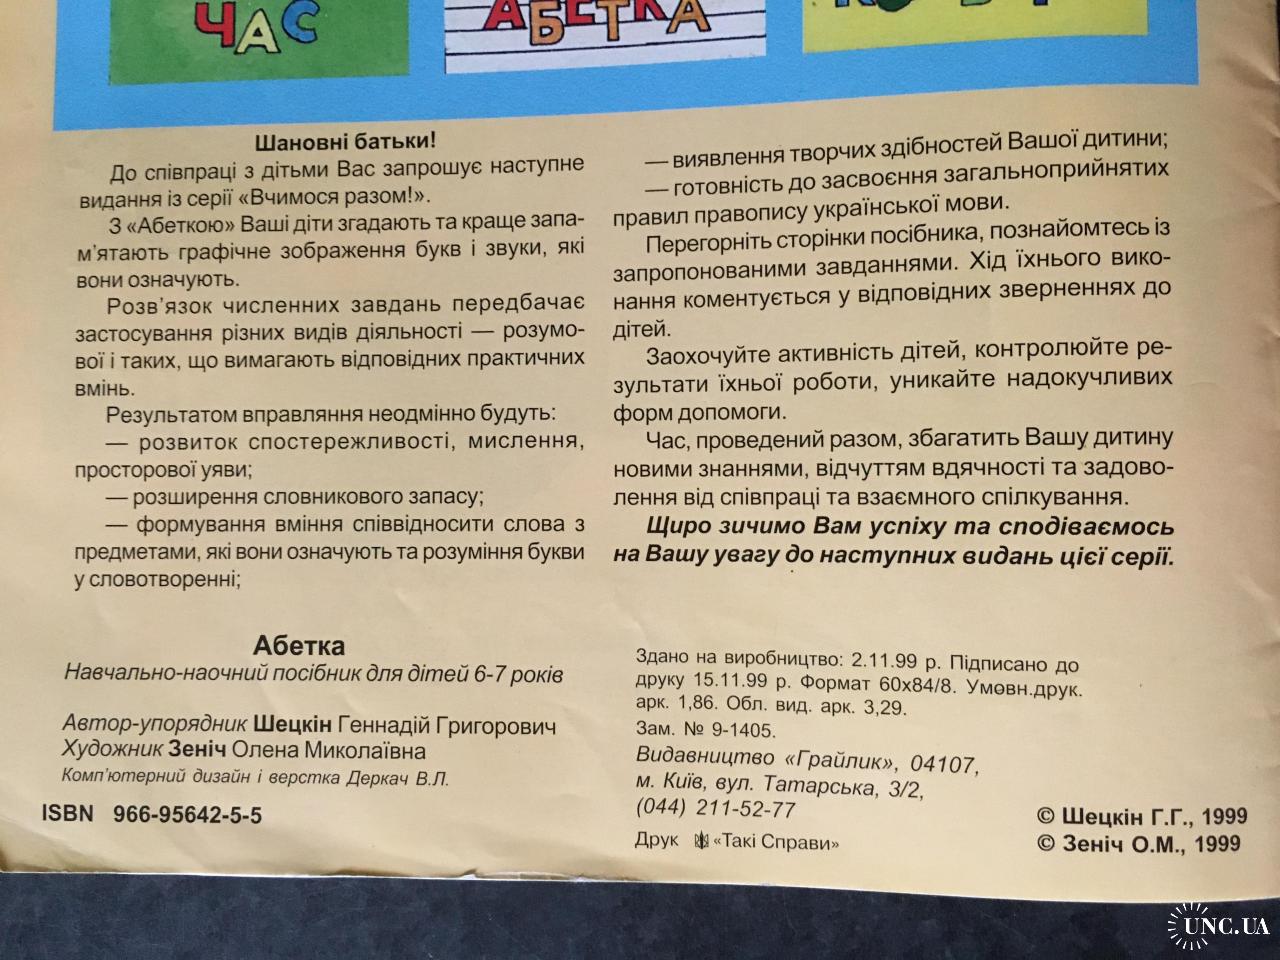 ЧАС
АБЕТКА
Шановні батьки!
До співпраці з дітьми Вас запрошує наступне
видання із серії «Вчимося разом!».
З «Абеткою» Ваші діти згадають та краще запа-
м'ятають графічне зображення букв і звуки, які
вони означують.
Розв'язок численних завдань передбачає
застосування різних видів діяльності — розумо-
вої і таких, що вимагають відповідних практичних
вмінь.
Результатом вправляння неодмінно будуть:
— розвиток спостережливості, мислення,
просторової уяви;
— розширення словникового запасу;
— формування вміння співвідносити слова з
предметами, які вони означують та розуміння букви
у словотворенні;
— виявлення творчих здібностей Вашої дитини;
— готовність до засвоєння загальноприйнятих
правил правопису української мови.
Перегорніть сторінки посібника, познайомтесь із
запропонованими завданнями. Хід їхнього вико-
нання коментується у відповідних зверненнях до
дітей.
Заохочуйте активність дітей, контролюйте ре-
зультати їхньої роботи, уникайте надокучливих
форм допомоги.
Час, проведений разом, збагатить Вашу дитину
новими знаннями, відчуттям вдячності та задово-
лення від співпраці та взаємного спілкування.
Щиро зичимо Вам успіху та сподіваємось
на Вашу увагу до наступних видань цієї серії.
Абетка
Навчально-наочний посібник для дітей 6-7 років
Автор-упорядник Шецкін Геннадій Григорович
Художник Зеніч Олена Миколаївна
Комп'ютерний дизайн і верстка Деркач В.Л.
ISBN 966-95642-5-5
Здано на виробництво: 2.11.99 р. Підписано до
друку 15.11.99 р. Формат 60х84/8. Умовн.друк.
арк. 1,86. Обл. вид. арк. 3,29.
Зам. № 9-1405.
Видавництво «Грайлик», 04107,
м. Київ, вул. Татарська, 3/2,
(044) 211-52-77
Друк «Такі Справи»
© Шецкін Г.Г., 1999
© Зеніч О.М., 1999
UNC.UA